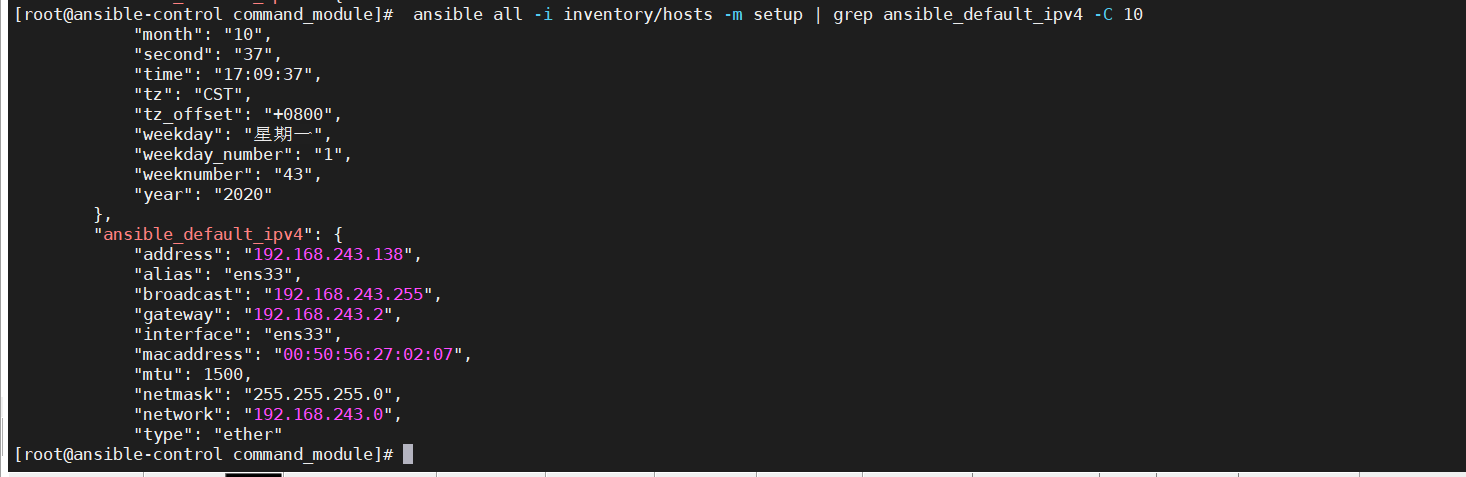 [root@ansible-control command_module]#  ansible all -i inventory/hosts -m setup | grep ansible_default_ipv4 -C 10
            "month": "10",
            "second": "37",
            "time": "17:09:37",
            "tz": "CST",
            "tz_offset": "+0800",
            "weekday": "星期一",
            "weekday_number": "1",
            "weeknumber": "43",
            "year": "2020"
        },
        "ansible_default_ipv4": {
            "address": "192.168.243.138",
            "alias": "ens33",
            "broadcast": "192.168.243.255",
            "gateway": "192.168.243.2",
            "interface": "ens33",
            "macaddress": "00:50:56:27:02:07",
            "mtu": 1500,
            "netmask": "255.255.255.0",
            "network": "192.168.243.0",
            "type": "ether"
[root@ansible-control command_module]#